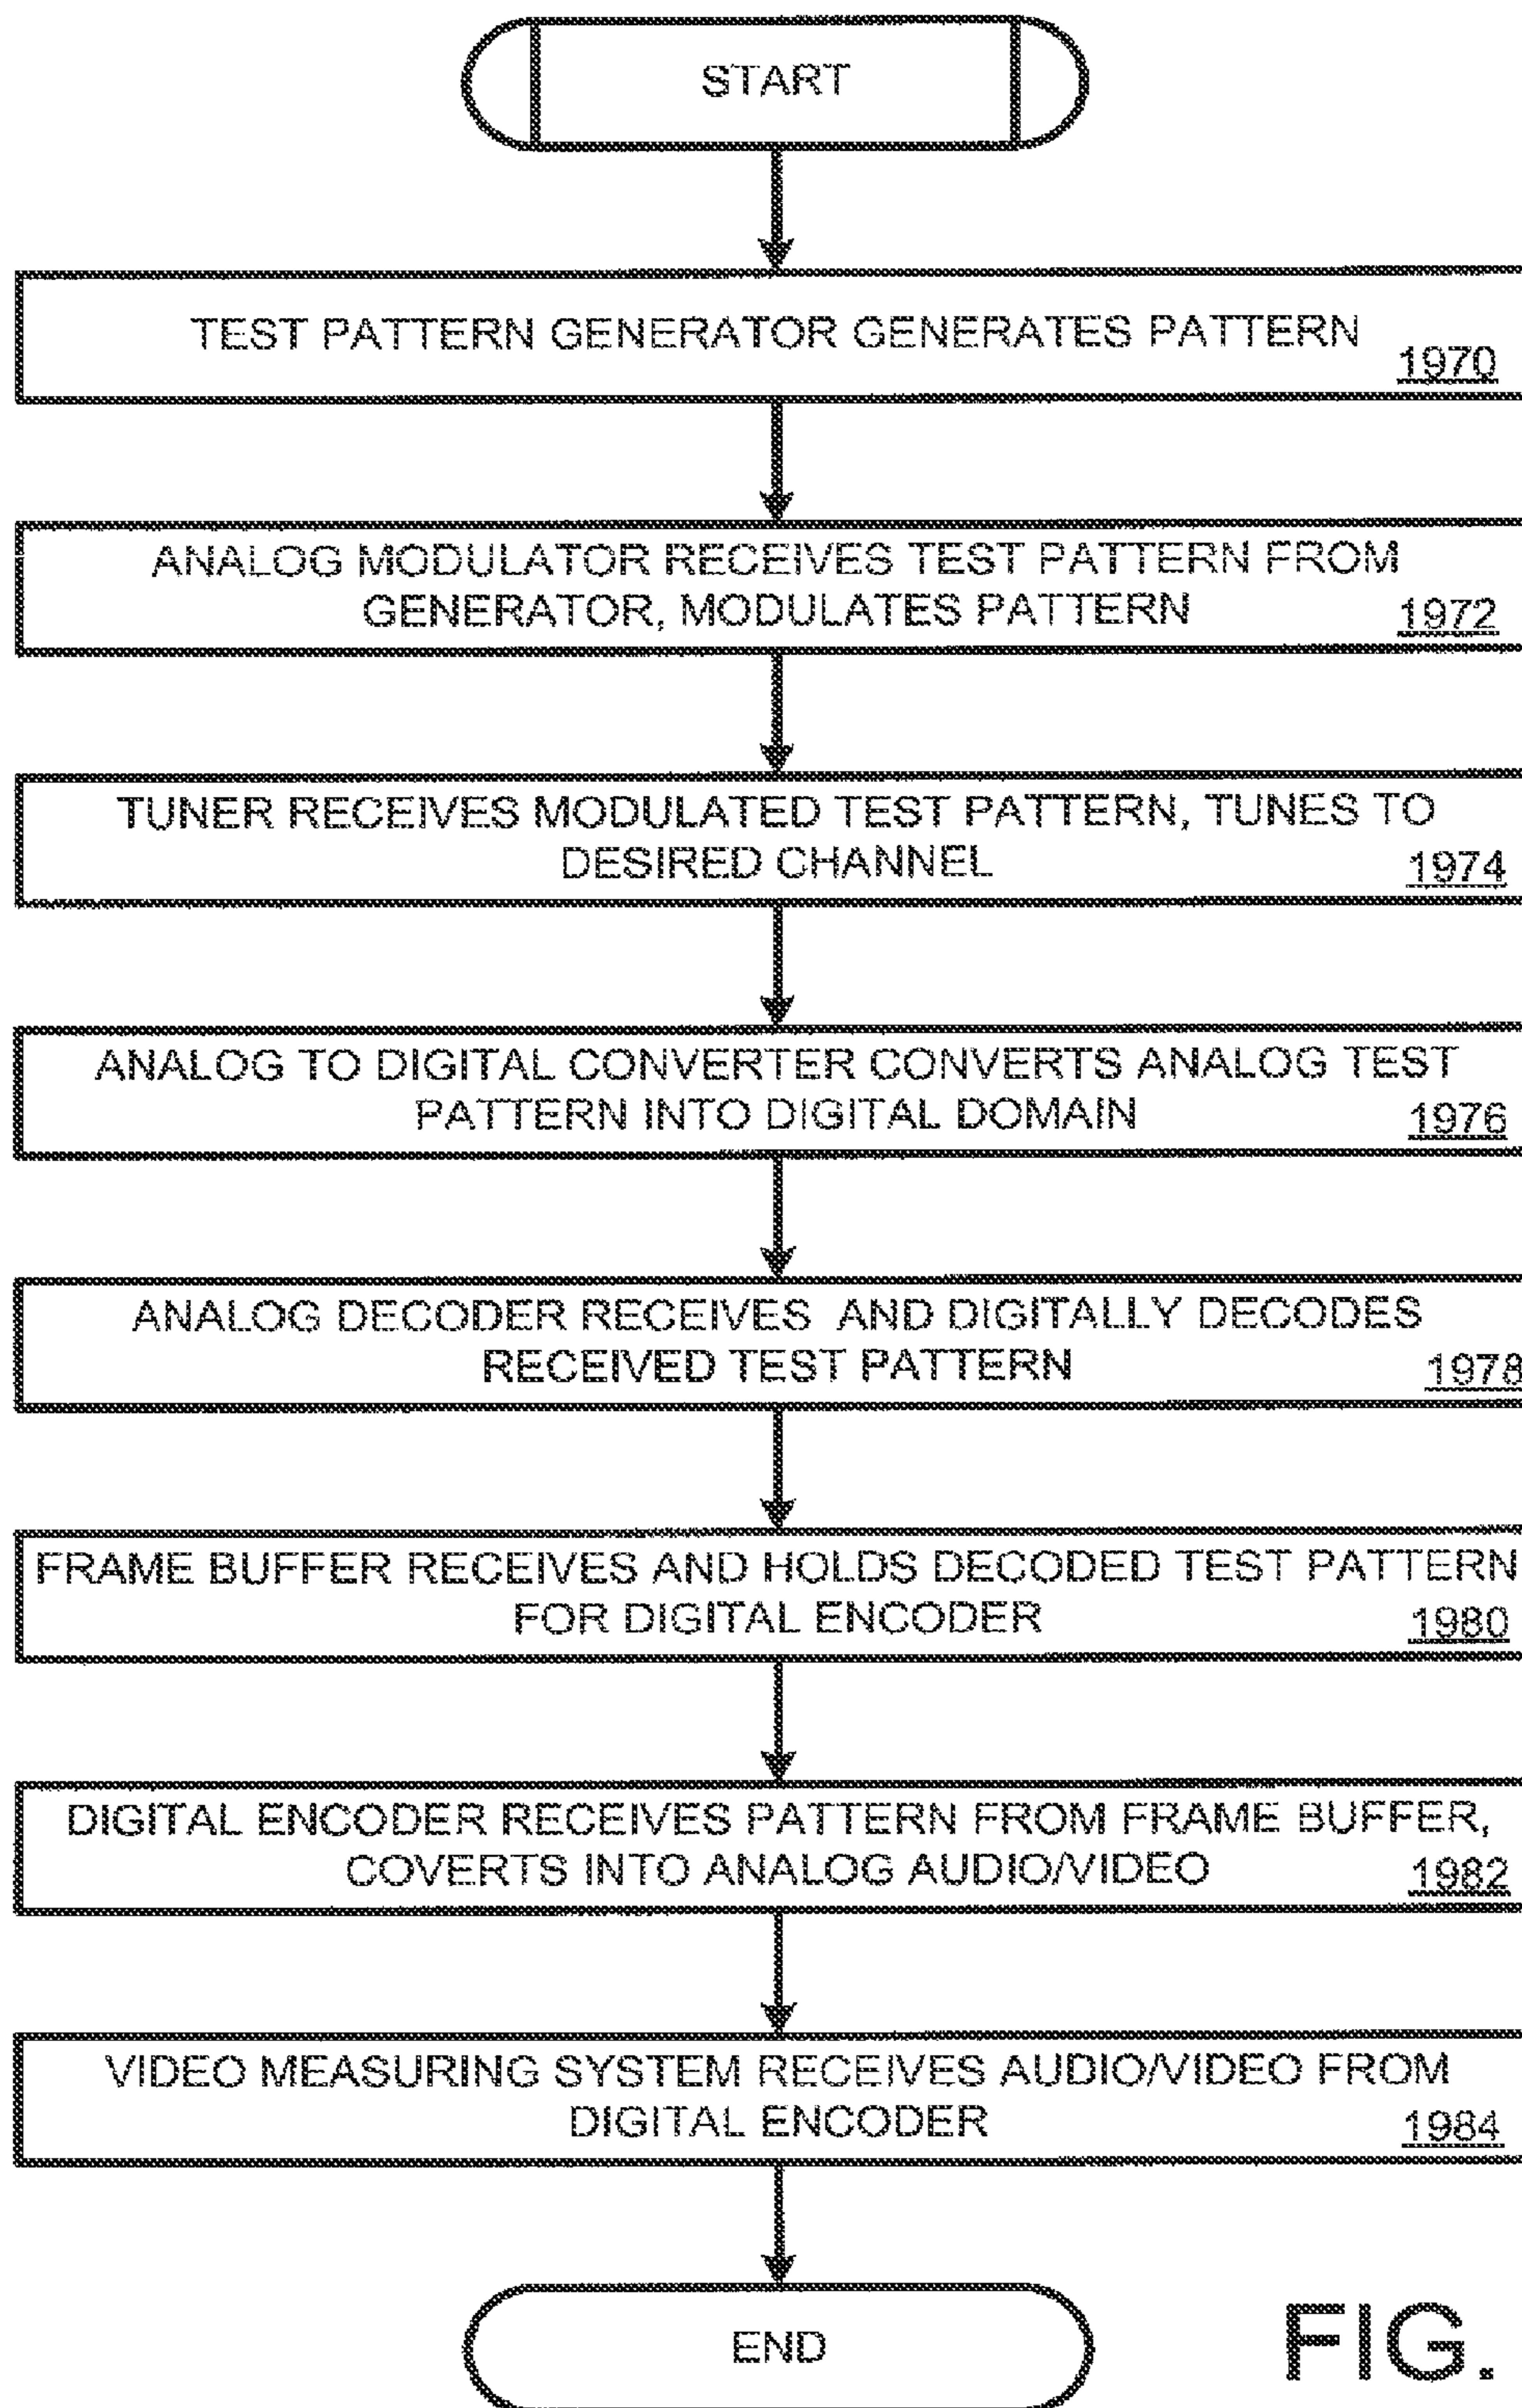 START
TEST PATTERN GENERATOR GENERATES PATTERN
1970
ANALOG MODULATOR RECEIVES TEST PATTERN FROM
GENERATOR, MODULATES PATTERN
1972
TUNER RECEIVES MODULATED TEST PATTERN, TUNES TO
DESIRED CHANNEL
1974
ANALOG TO DIGITAL CONVERTER CONVERTS ANALOG TEST
PATTERN INTO DIGITAL DOMAIN
1976
ANALOG DECODER RECEIVES AND DIGITALLY DECODES
RECEIVED TEST PATTERN
1978
FRAME BUFFER RECEIVES AND HOLDS DECODED TEST PATTERN
FOR DIGITAL ENCODER
1980
DIGITAL ENCODER RECEIVES PATTERN FROM FRAME BUFFER,
COVERTS INTO ANALOG AUDIO/VIDEO
1982
VIDEO MEASURING SYSTEM RECEIVES AUDIO/VIDEO FROM
DIGITAL ENCODER
1984
END
FIG.